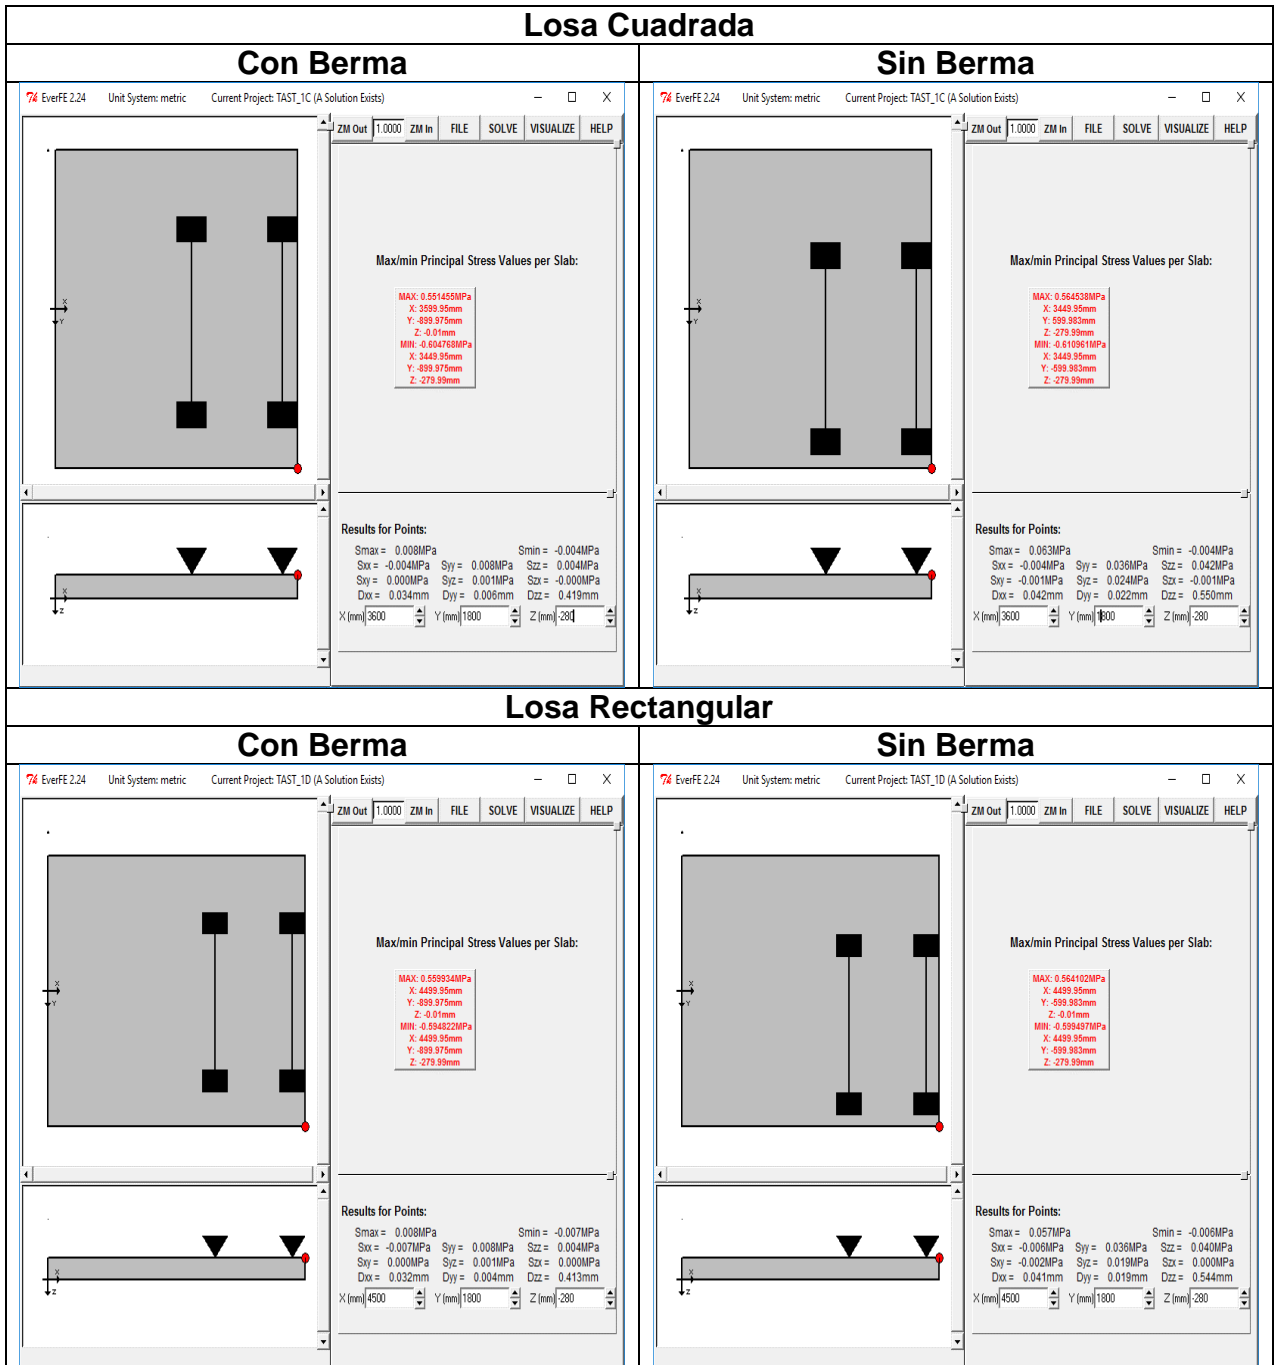 Losa Cuadrada
Con Berma
Sin Berma
EverFE 2.24 Unit System: metric Current Project: TAST_1C (A Solution Exists)
ZM Out 1.0000 ZM In FILE SOLVE VISUALIZE HELP
X
Y
Max/min Principal Stress Values per Slab:
MAX: 0.551455MPa
X: 3599.95mm
Y: -899.975mm
Z: -0.01mm
MIN: -0.604768MPa
X: 3449.95mm
Y: -899.975mm
Z: -279.99mm
X
Z
Results for Points:
Smax = 0.008MPa Smin = -0.004MPa
Sxx = -0.004MPa Syy = 0.008MPa Szz = 0.004MPa
Sxy = 0.000MPa Syz = 0.001MPa Szx = -0.000MPa
Dxx = 0.034mm Dyy = 0.006mm Dzz = 0.419mm
X (mm) 3600 Y (mm) 1800 Z (mm) -280
EverFE 2.24 Unit System: metric Current Project: TAST_1C (A Solution Exists)
ZM Out 1.0000 ZM In FILE SOLVE VISUALIZE HELP
X
Y
Max/min Principal Stress Values per Slab:
MAX: 0.564538MPa
X: 3449.95mm
Y: 599.983mm
Z: -279.99mm
MIN: -0.610961MPa
X: 3449.95mm
Y: -599.983mm
Z: -279.99mm
X
Z
Results for Points:
Smax = 0.063MPa Smin = -0.004MPa
Sxx = -0.004MPa Syy = 0.036MPa Szz = 0.042MPa
Sxy = -0.001MPa Syz = 0.024MPa Szx = -0.001MPa
Dxx = 0.042mm Dyy = 0.022mm Dzz = 0.550mm
X (mm) 3600 Y (mm) 1800 Z (mm) -280
Losa Rectangular
Con Berma
Sin Berma
EverFE 2.24 Unit System: metric Current Project: TAST_1D (A Solution Exists)
ZM Out 1.0000 ZM In FILE SOLVE VISUALIZE HELP
X
Y
Max/min Principal Stress Values per Slab:
MAX: 0.559934MPa
X: 4499.95mm
Y: -899.975mm
Z: -0.01mm
MIN: -0.594822MPa
X: 4499.95mm
Y: -899.975mm
Z: -279.99mm
X
Z
Results for Points:
Smax = 0.008MPa Smin = -0.007MPa
Sxx = -0.007MPa Syy = 0.008MPa Szz = 0.004MPa
Sxy = 0.000MPa Syz = 0.001MPa Szx = 0.000MPa
Dxx = 0.032mm Dyy = 0.004mm Dzz = 0.413mm
X (mm) 4500 Y (mm) 1800 Z (mm) -280
EverFE 2.24 Unit System: metric Current Project: TAST_1D (A Solution Exists)
ZM Out 1.0000 ZM In FILE SOLVE VISUALIZE HELP
X
Y
Max/min Principal Stress Values per Slab:
MAX: 0.564102MPa
X: 4499.95mm
Y: -599.983mm
Z: -0.01mm
MIN: -0.599497MPa
X: 4499.95mm
Y: -599.983mm
Z: -279.99mm
X
Z
Results for Points:
Smax = 0.057MPa Smin = -0.006MPa
Sxx = -0.006MPa Syy = 0.036MPa Szz = 0.040MPa
Sxy = -0.002MPa Syz = 0.019MPa Szx = 0.000MPa
Dxx = 0.041mm Dyy = 0.019mm Dzz = 0.544mm
X (mm) 4500 Y (mm) 1800 Z (mm) -280